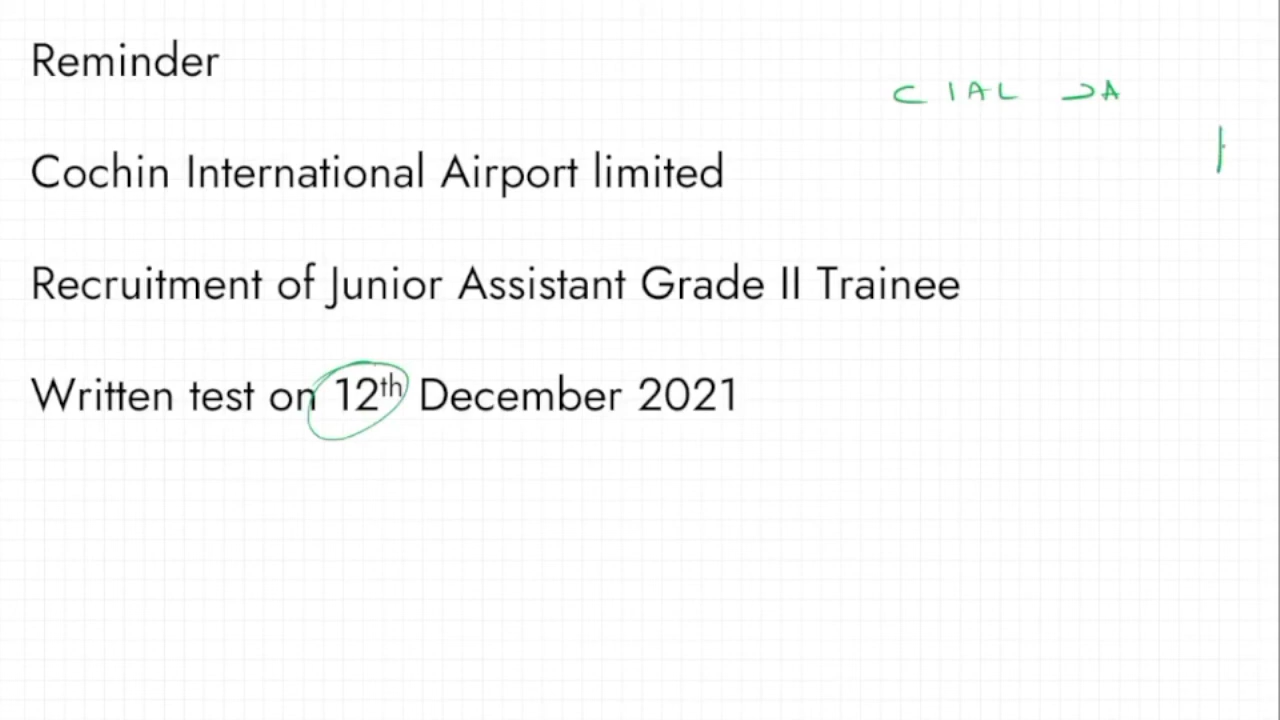 Reminder
CIAL JA
Cochin International Airport limited
Recruitment of Junior Assistant Grade II Trainee
Written test on 12th December 2021